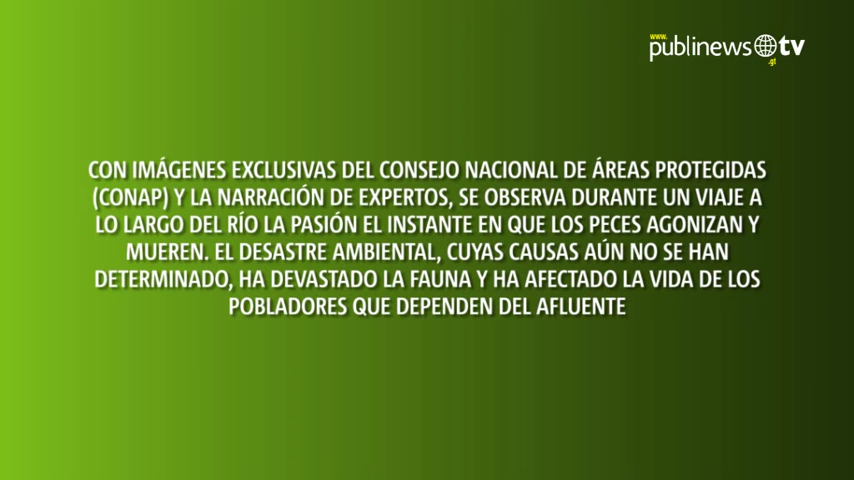 www.
publinews tv
.gt
CON IMÁGENES EXCLUSIVAS DEL CONSEJO NACIONAL DE ÁREAS PROTEGIDAS
(CONAP) Y LA NARRACIÓN DE EXPERTOS, SE OBSERVA DURANTE UN VIAJE A
LO LARGO DEL RÍO LA PASIÓN EL INSTANTE EN QUE LOS PECES AGONIZAN Y
MUEREN. EL DESASTRE AMBIENTAL, CUYAS CAUSAS AÚN NO SE HAN
DETERMINADO, HA DEVASTADO LA FAUNA Y HA AFECTADO LA VIDA DE LOS
POBLADORES QUE DEPENDEN DEL AFLUENTE